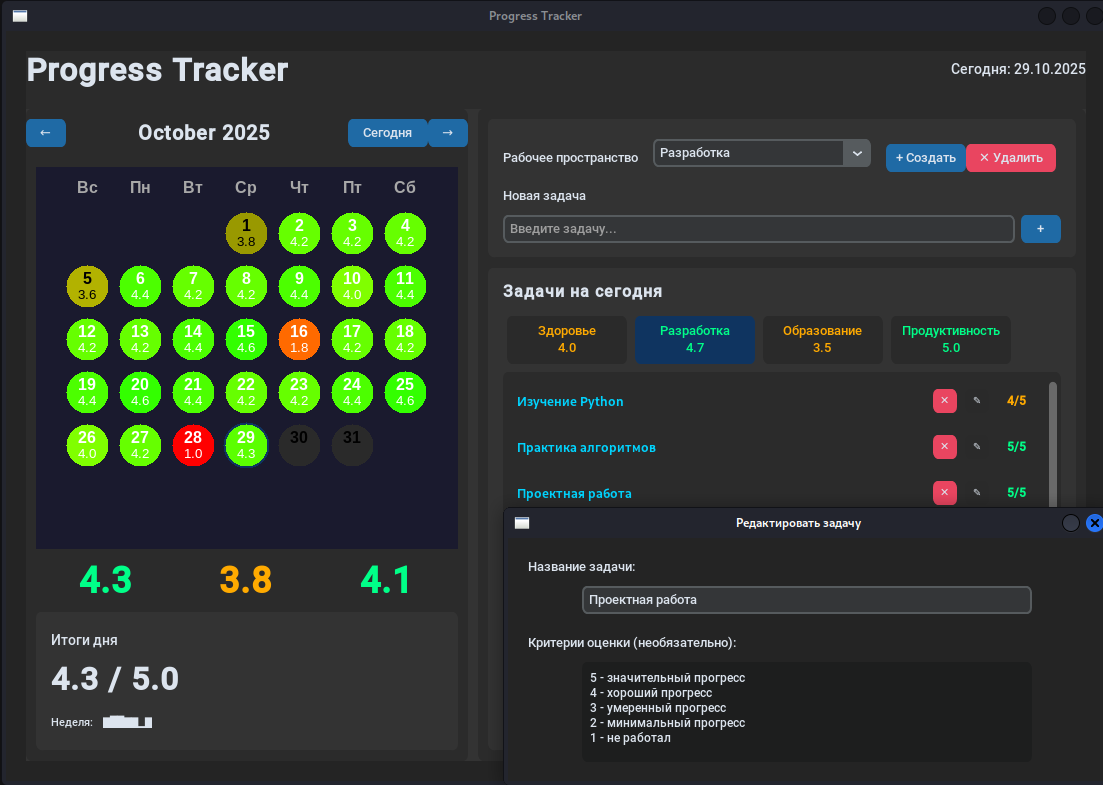 Progress Tracker
Progress Tracker
Сегодня: 29.10.2025
←
October 2025
Сегодня
→
Вс Пн Вт Ср Чт Пт Сб
1 2 3 4
3.8 4.2 4.2 4.2
5 6 7 8 9 10 11
3.6 4.4 4.2 4.2 4.4 4.0 4.4
12 13 14 15 16 17 18
4.2 4.2 4.4 4.6 1.8 4.2 4.2
19 20 21 22 23 24 25
4.4 4.6 4.4 4.2 4.2 4.4 4.6
26 27 28 29 30 31
4.0 4.2 1.0 4.3
4.3 3.8 4.1
Итоги дня
4.3 / 5.0
Неделя:
Рабочее пространство
Разработка
+ Создать
✕ Удалить
Новая задача
Введите задачу...
+
Задачи на сегодня
Здоровье
4.0
Разработка
4.7
Образование
3.5
Продуктивность
5.0
Изучение Python ✕ ✎ 4/5
Практика алгоритмов ✕ ✎ 5/5
Проектная работа ✕ ✎ 5/5
Редактировать задачу
Название задачи:
Проектная работа
Критерии оценки (необязательно):
5 - значительный прогресс
4 - хороший прогресс
3 - умеренный прогресс
2 - минимальный прогресс
1 - не работал